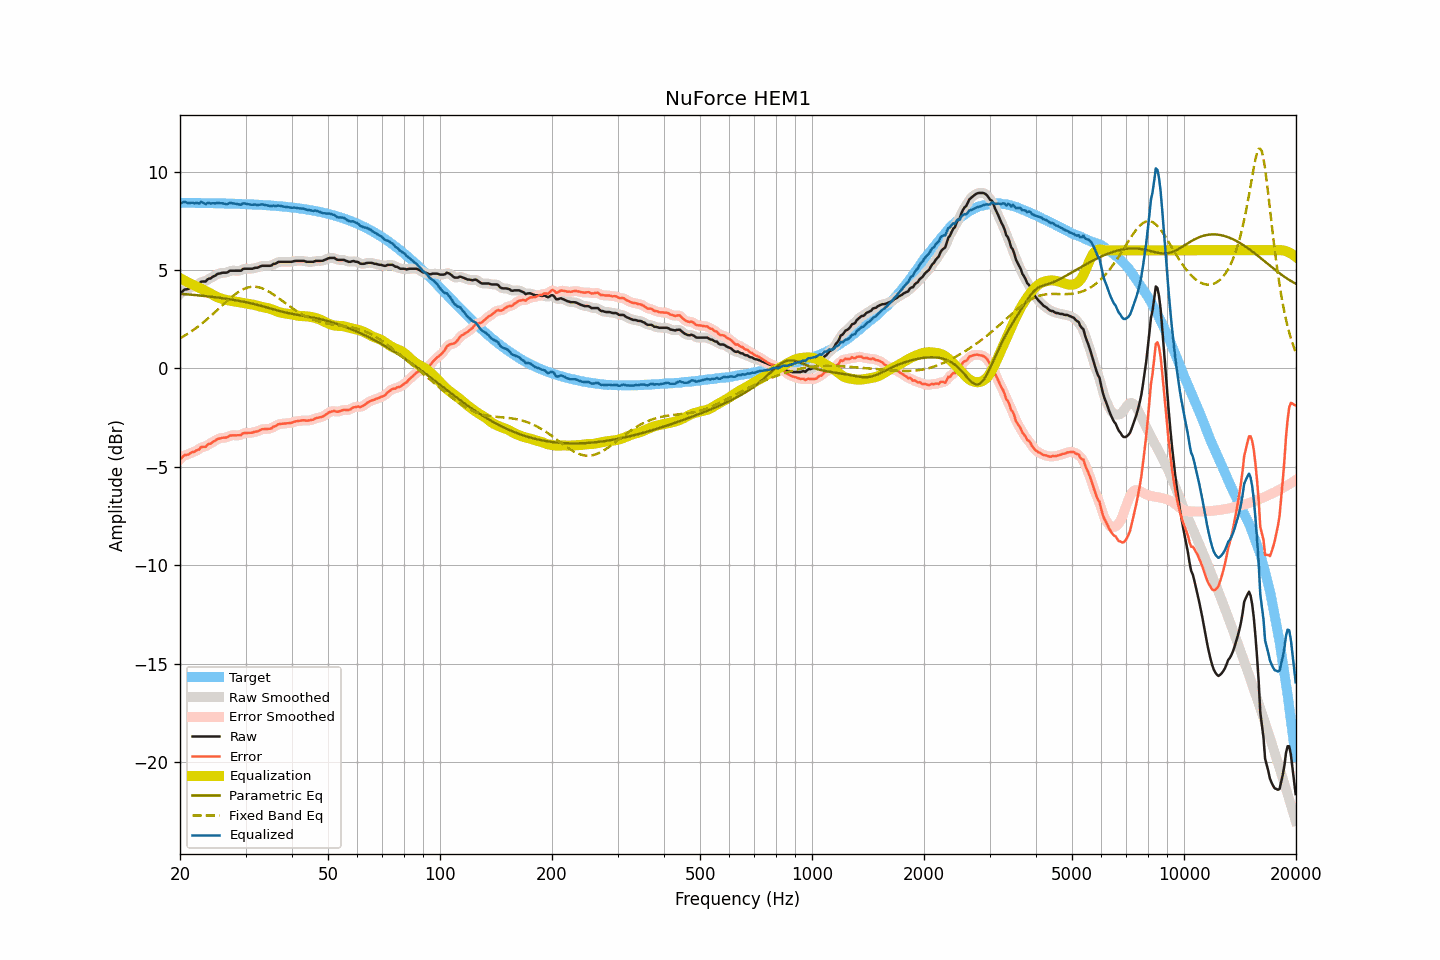 NuForce HEM1
Amplitude (dBr)
10
5
0
−5
−10
−15
−20
Target
Raw Smoothed
Error Smoothed
Raw
Error
Equalization
Parametric Eq
Fixed Band Eq
Equalized
20 50 100 200 500 1000 2000 5000 10000 20000
Frequency (Hz)